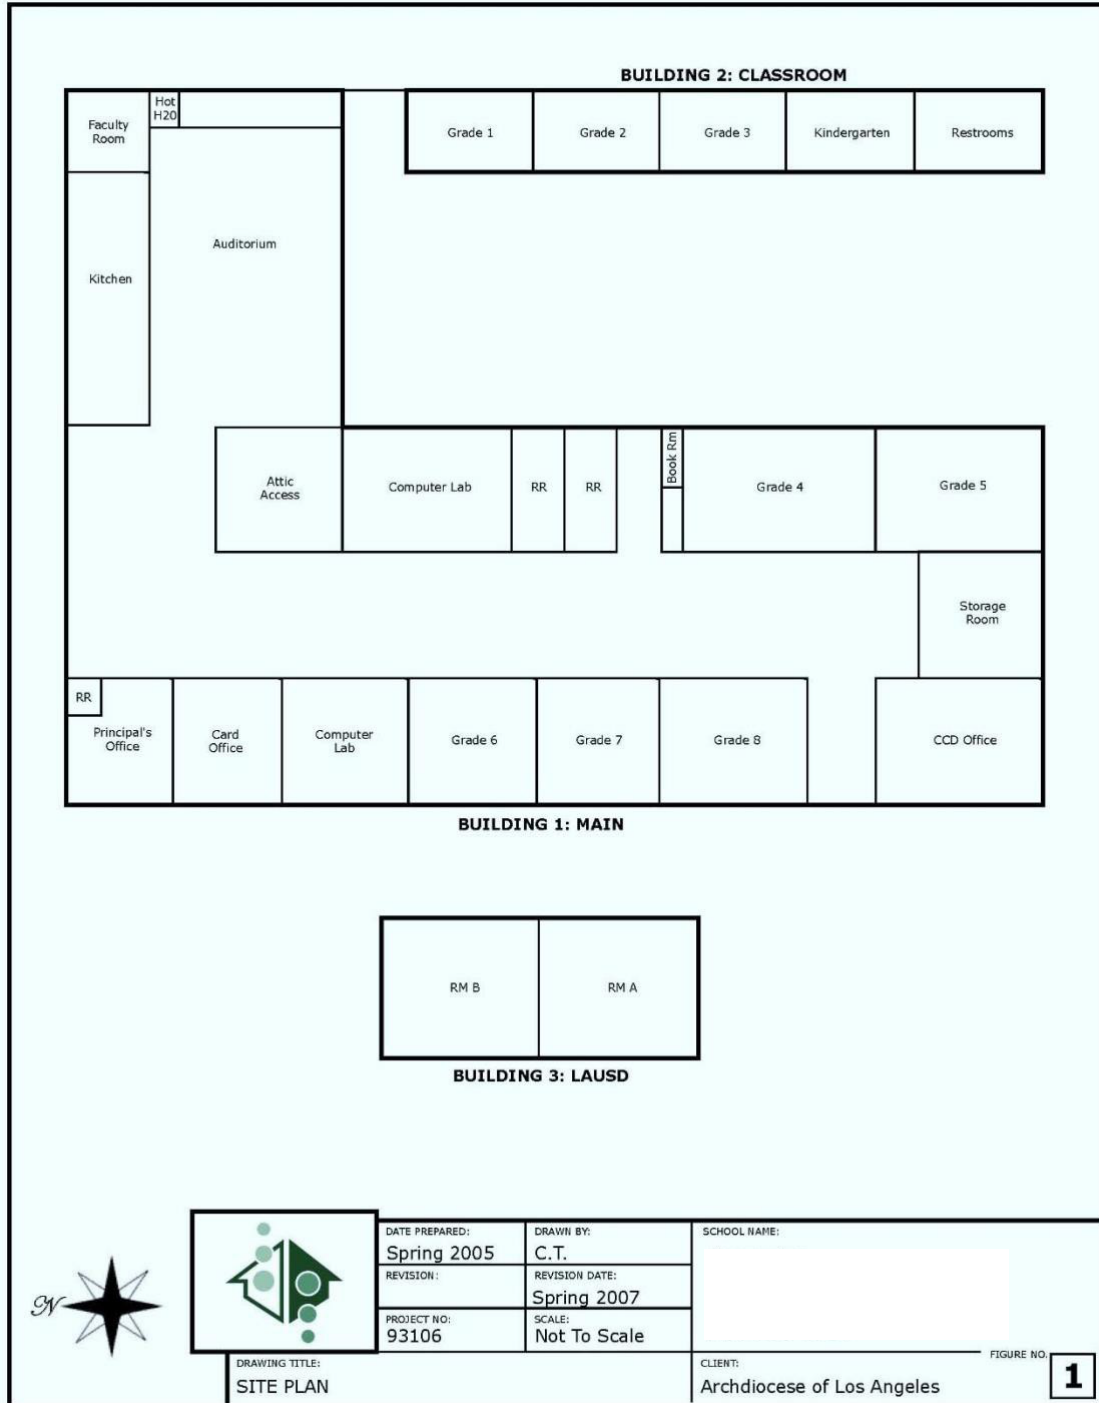 BUILDING 2: CLASSROOM
Faculty
Room
Hot
H20
Grade 1
Grade 2
Grade 3
Kindergarten
Restrooms
Auditorium
Kitchen
Attic
Access
Computer Lab
RR
RR
Book Rm
Grade 4
Grade 5
Storage
Room
RR
Principal's
Office
Card
Office
Computer
Lab
Grade 6
Grade 7
Grade 8
CCD Office
BUILDING 1: MAIN
RM B
RM A
BUILDING 3: LAUSD
N
DATE PREPARED:
Spring 2005
DRAWN BY:
C.T.
SCHOOL NAME:
REVISION:
REVISION DATE:
Spring 2007
PROJECT NO:
93106
SCALE:
Not To Scale
DRAWING TITLE:
SITE PLAN
CLIENT:
Archdiocese of Los Angeles
FIGURE NO.
1